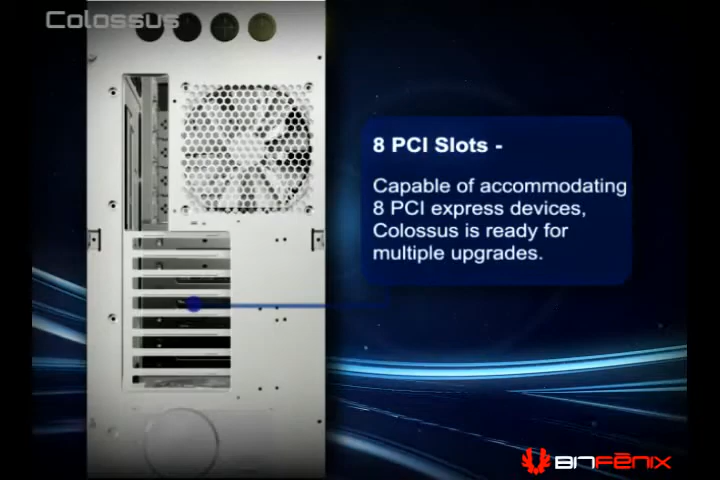 Colossus
8 PCI Slots -
Capable of accommodating
8 PCI express devices,
Colossus is ready for
multiple upgrades.
BITFENIX